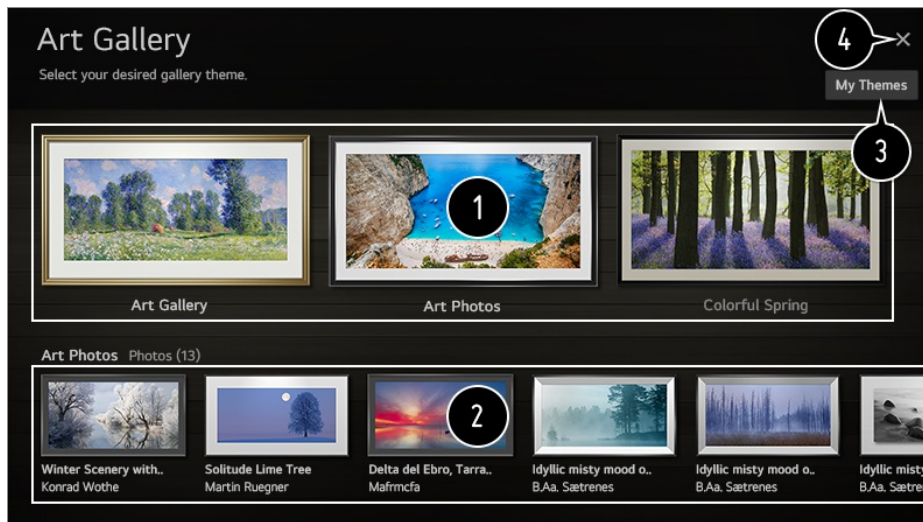 Art Gallery
4
×
Select your desired gallery theme.
My Themes
3
1
Art Gallery
Art Photos
Colorful Spring
Art Photos Photos (13)
2
Winter Scenery with..
Solitude Lime Tree
Delta del Ebro, Tarra..
Idyllic misty mood o..
Idyllic misty mood o..
Idyllic mist
Konrad Wothe
Martin Ruegner
Mafrmcfa
B.Aa. Sætrenes
B.Aa. Sætrenes
B.Aa. Sætre